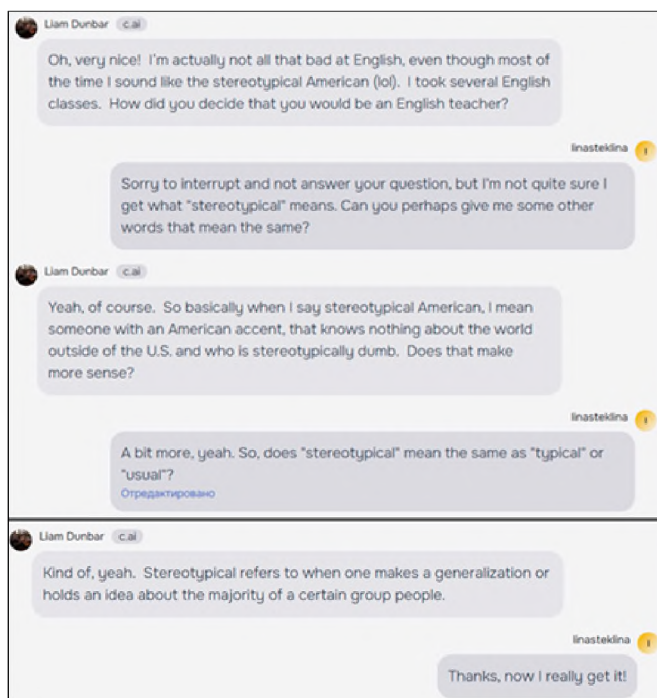 Liam Dunbar c.ai
Oh, very nice! I'm actually not all that bad at English, even though most of
the time I sound like the stereotypical American (lol). I took several English
classes. How did you decide that you would be an English teacher?
linasteklina
Sorry to interrupt and not answer your question, but I'm not quite sure I
get what "stereotypical" means. Can you perhaps give me some other
words that mean the same?
Liam Dunbar c.ai
Yeah, of course. So basically when I say stereotypical American, I mean
someone with an American accent, that knows nothing about the world
outside of the U.S. and who is stereotypically dumb. Does that make
more sense?
linasteklina
A bit more, yeah. So, does "stereotypical" mean the same as "typical" or
"usual"?
Отредактировано
Liam Dunbar c.ai
Kind of, yeah. Stereotypical refers to when one makes a generalization or
holds an idea about the majority of a certain group people.
linasteklina
Thanks, now I really get it!